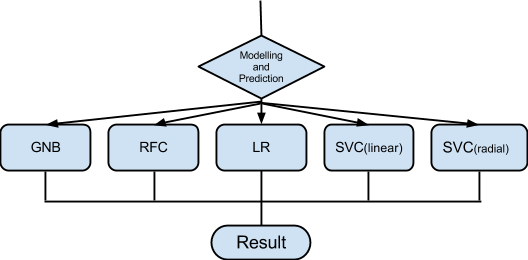 Modelling
and
Prediction
GNB
RFC
LR
SVC(linear)
SVC(radial)
Result